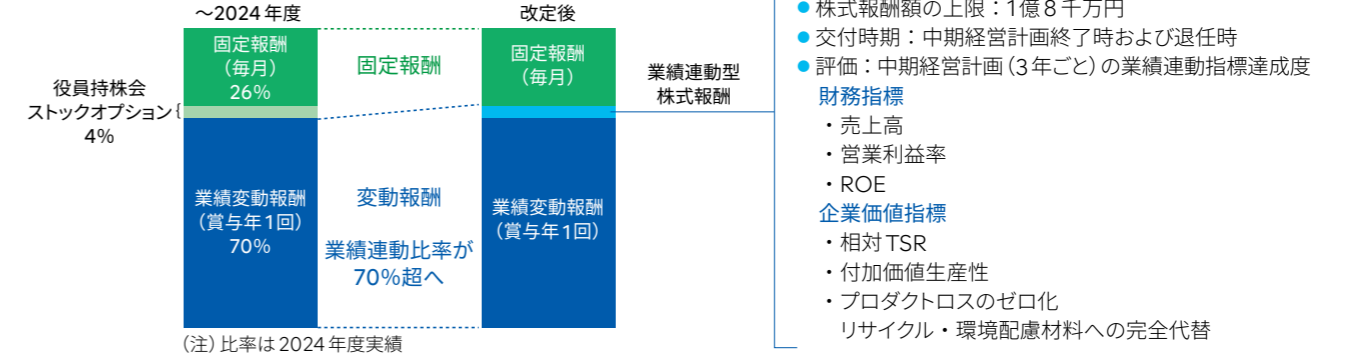 ～2024年度
固定報酬
（毎月）
26%
役員持株会
ストックオプション{
4%
業績変動報酬
（賞与年1回）
70%
固定報酬
変動報酬
業績連動比率が
70%超へ
改定後
固定報酬
（毎月）
業績変動報酬
（賞与年1回）
（注）比率は2024年度実績
業績連動型
株式報酬
● 株式報酬額の上限：1億8千万円
● 交付時期：中期経営計画終了時および退任時
● 評価：中期経営計画（3年ごと）の業績連動指標達成度
財務指標
・売上高
・営業利益率
・ROE
企業価値指標
・相対TSR
・付加価値生産性
・プロダクトロスのゼロ化
リサイクル・環境配慮材料への完全代替